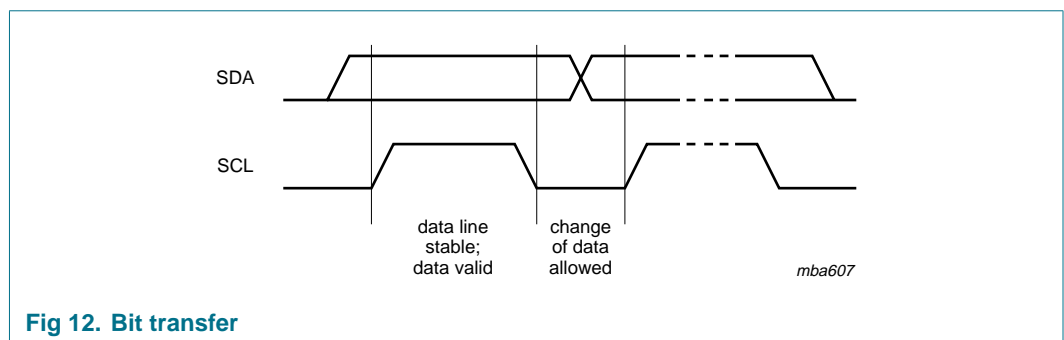 SDA
SCL
data line
stable;
data valid
change
of data
allowed
mba607
Fig 12. Bit transfer